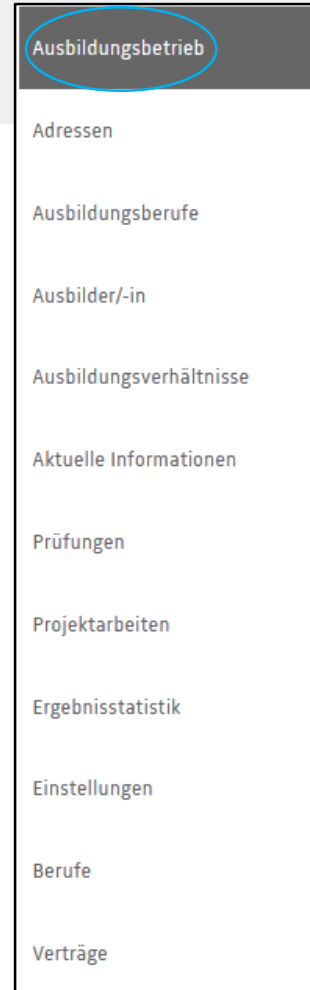 Ausbildungsbetrieb
Adressen
Ausbildungsberufe
Ausbilder/-in
Ausbildungsverhältnisse
Aktuelle Informationen
Prüfungen
Projektarbeiten
Ergebnisstatistik
Einstellungen
Berufe
Verträge